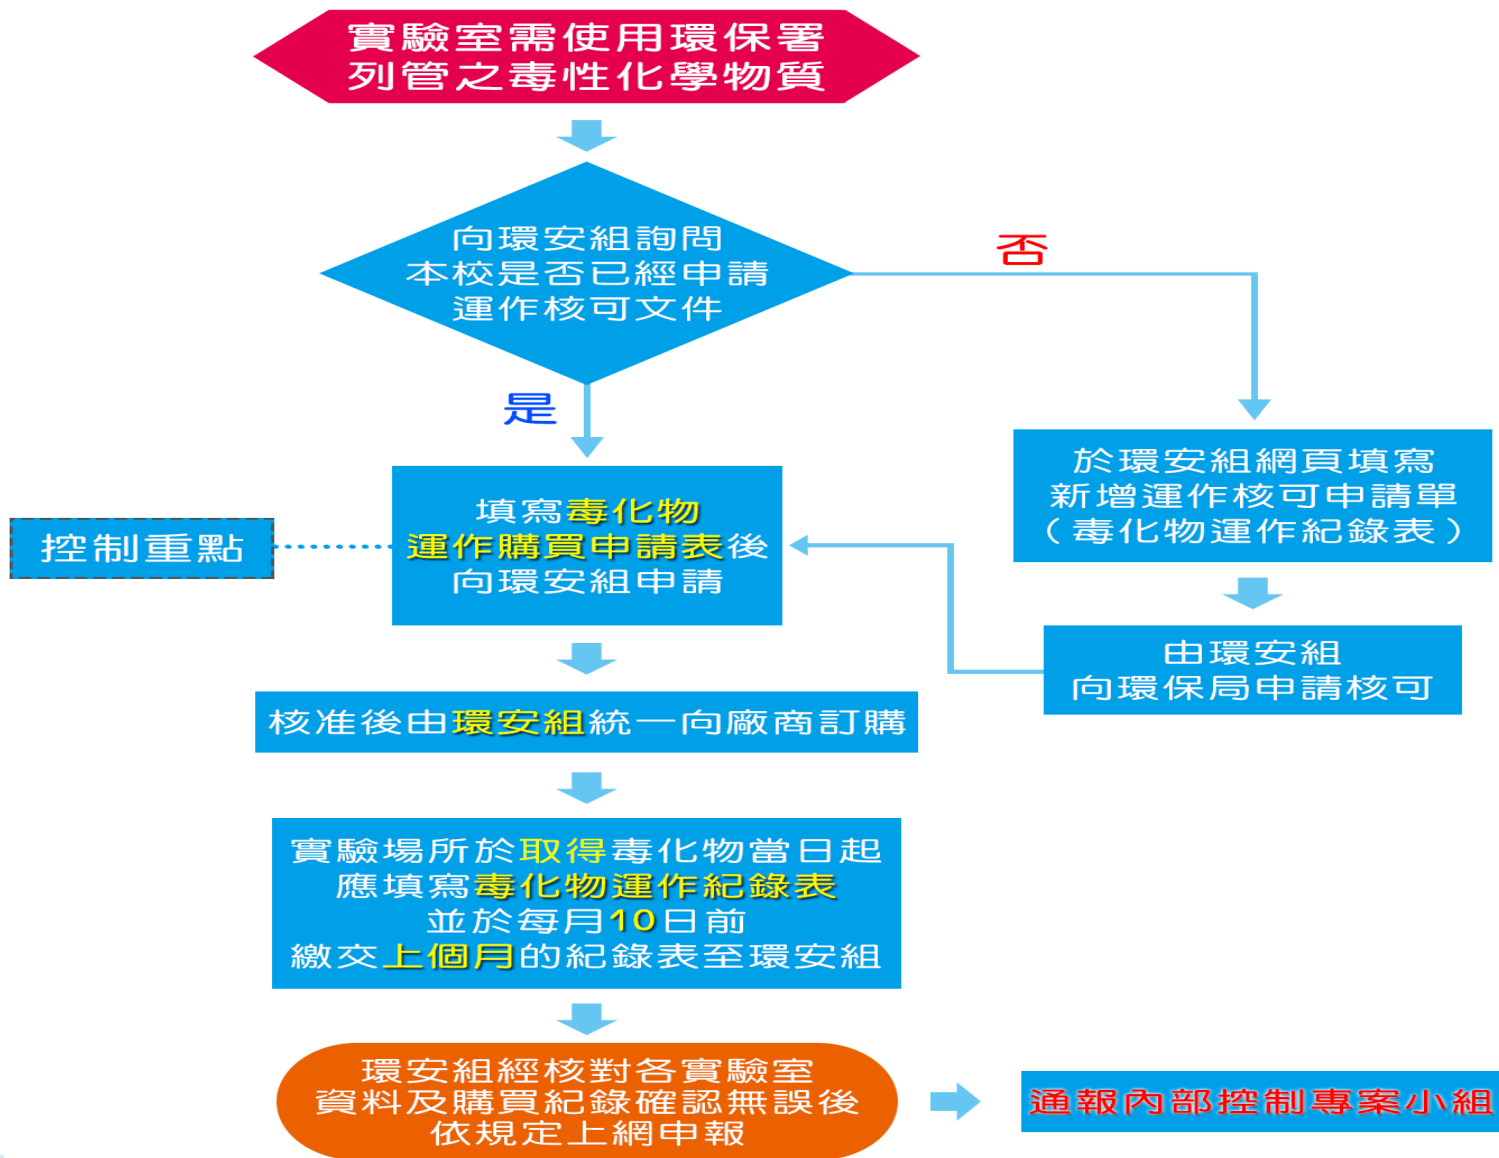 實驗室需使用環保署
列管之毒性化學物質
向環安組詢問
本校是否已經申請
運作核可文件
否
是
於環安組網頁填寫
新增運作核可申請單
（毒化物運作紀錄表）
由環安組
向環保局申請核可
控制重點
填寫毒化物
運作購買申請表後
向環安組申請
核准後由環安組統一向廠商訂購
實驗場所於取得毒化物當日起
應填寫毒化物運作紀錄表
並於每月10日前
繳交上個月的紀錄表至環安組
環安組經核對各實驗室
資料及購買紀錄確認無誤後
依規定上網申報
通報內部控制專案小組